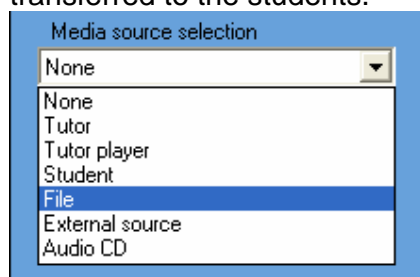 transferred to the students.
Media source selection
None
None
Tutor
Tutor player
Student
File
External source
Audio CD